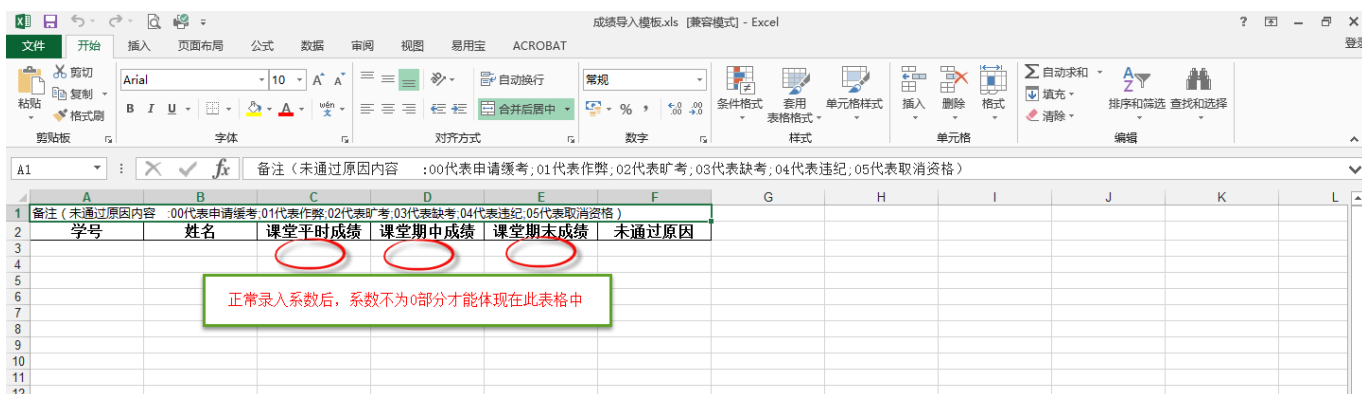 成绩导入模板.xls [兼容模式] - Excel
文件 开始 插入 页面布局 公式 数据 审阅 视图 易用宝 ACROBAT 登录
粘贴 剪切 复制 格式刷 剪贴板
Arial 10 A A B I U A wén 文 字体
自动换行 合并后居中 对齐方式
常规 % , .0 .00 .00 .0 数字
条件格式 套用表格格式 单元格样式 样式
插入 删除 格式 单元格
自动求和 填充 清除 排序和筛选 查找和选择 编辑
A1 fx 备注（未通过原因内容 :00代表申请缓考;01代表作弊;02代表旷考;03代表缺考;04代表违纪;05代表取消资格）
A B C D E F G H I J K L
1 备注（未通过原因内容 :00代表申请缓考;01代表作弊;02代表旷考;03代表缺考;04代表违纪;05代表取消资格）
2 学号 姓名 课堂平时成绩 课堂期中成绩 课堂期末成绩 未通过原因
3
4
5
正常录入系数后，系数不为0部分才能体现在此表格中
6
7
8
9
10
11
12